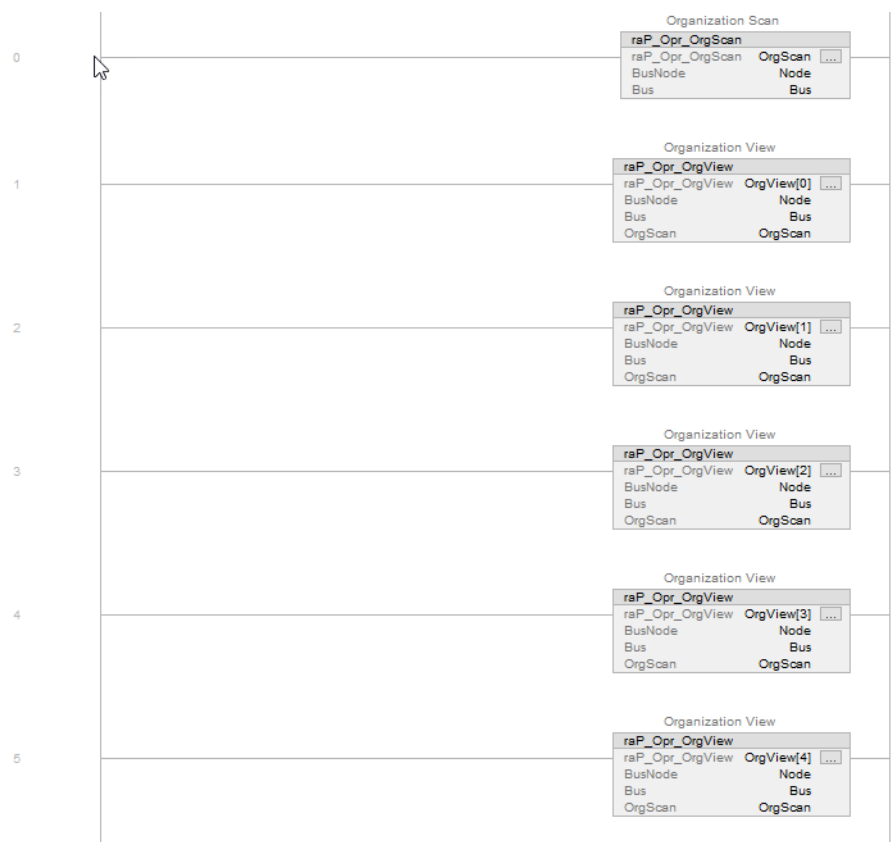 Organization Scan
raP_Opr_OrgScan
0
raP_Opr_OrgScan OrgScan ...
BusNode Node
Bus Bus
Organization View
raP_Opr_OrgView
1
raP_Opr_OrgView OrgView[0] ...
BusNode Node
Bus Bus
OrgScan OrgScan
Organization View
raP_Opr_OrgView
2
raP_Opr_OrgView OrgView[1] ...
BusNode Node
Bus Bus
OrgScan OrgScan
Organization View
raP_Opr_OrgView
3
raP_Opr_OrgView OrgView[2] ...
BusNode Node
Bus Bus
OrgScan OrgScan
Organization View
raP_Opr_OrgView
4
raP_Opr_OrgView OrgView[3] ...
BusNode Node
Bus Bus
OrgScan OrgScan
Organization View
raP_Opr_OrgView
5
raP_Opr_OrgView OrgView[4] ...
BusNode Node
Bus Bus
OrgScan OrgScan